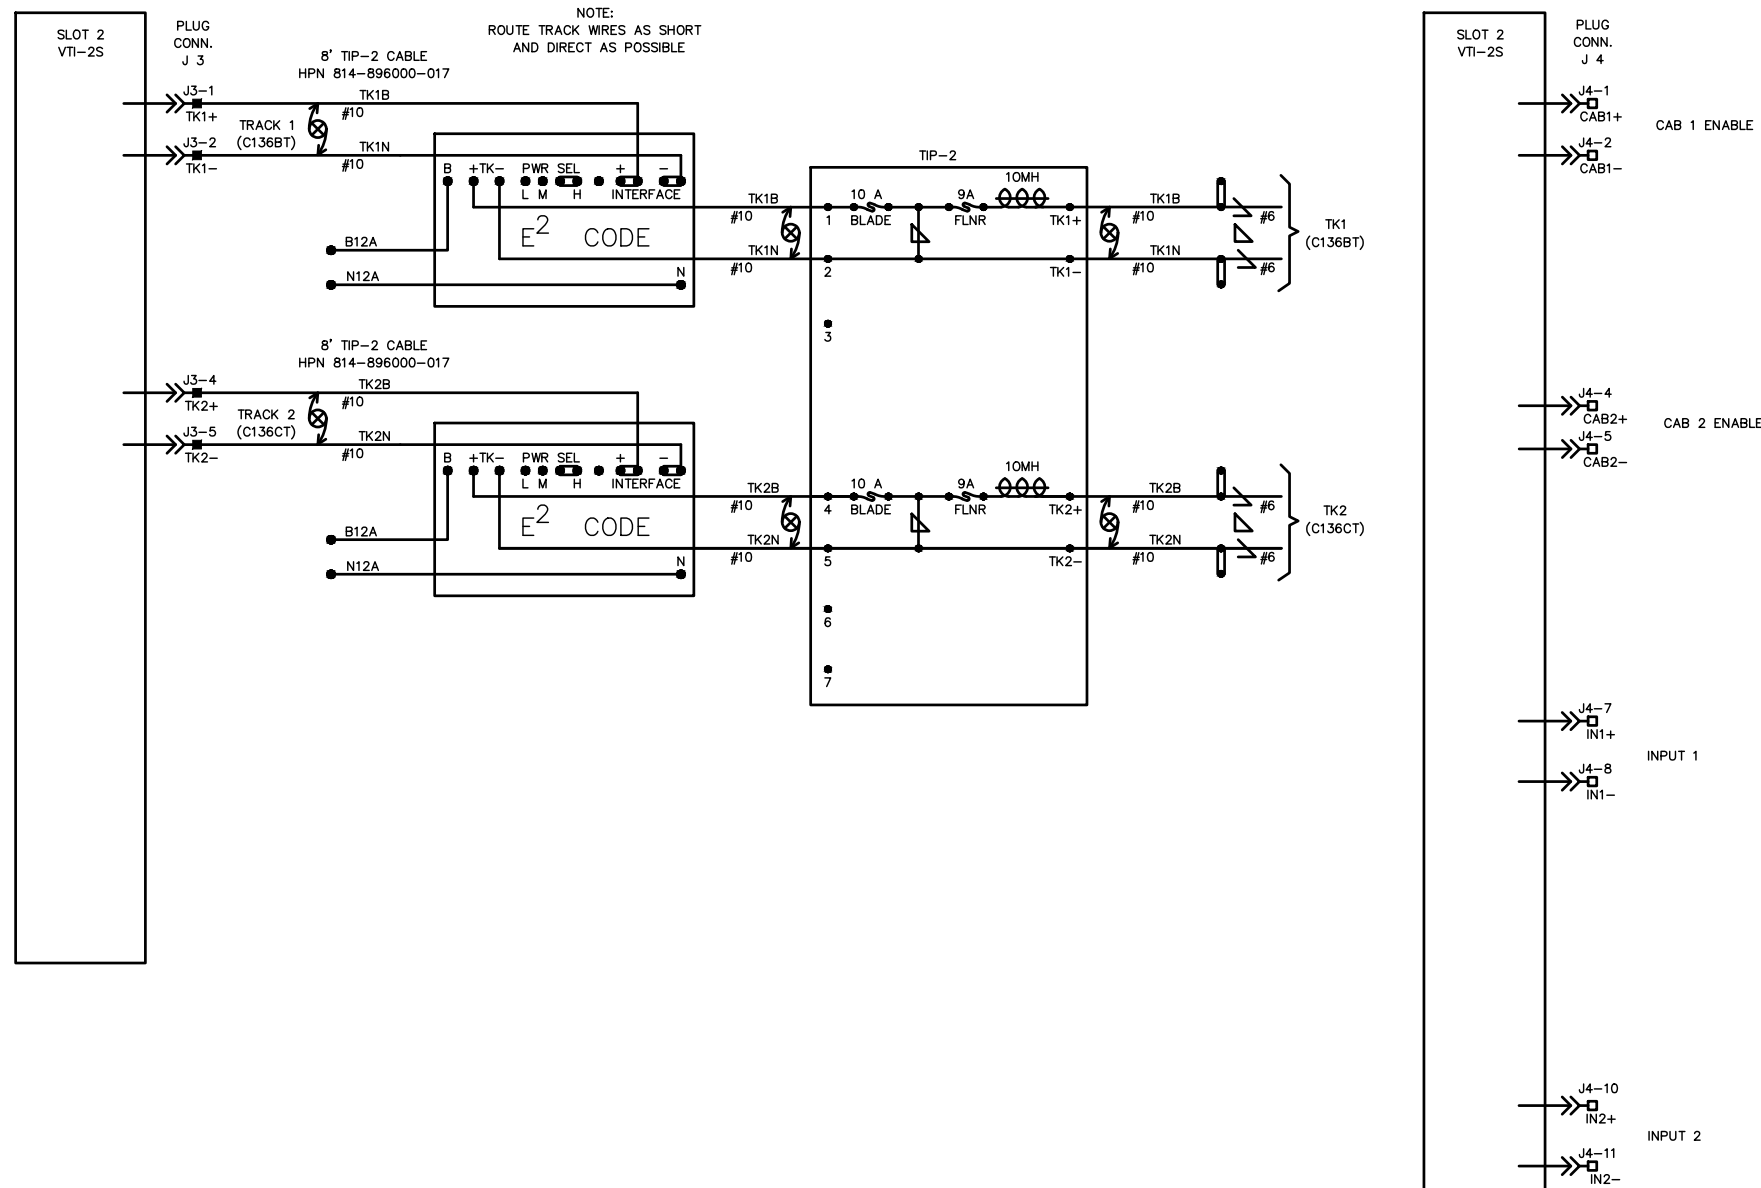 SLOT 2
VTI-2S
PLUG
CONN.
J 3
NOTE:
ROUTE TRACK WIRES AS SHORT
AND DIRECT AS POSSIBLE
8' TIP-2 CABLE
HPN 814-896000-017
J3-1
TK1+
TK1B
#10
TRACK 1
(C136BT)
J3-2
TK1-
TK1N
#10
B +TK- PWR SEL + -
L M H INTERFACE
E2 CODE
B12A
N12A
N
TK1B
#10
TK1N
#10
TIP-2
1
10 A
BLADE
9A
FLNR
10MH
TK1+
2
TK1-
3
TK1B
#10
#6
TK1N
#10
#6
TK1
(C136BT)
8' TIP-2 CABLE
HPN 814-896000-017
J3-4
TK2+
TK2B
#10
TRACK 2
(C136CT)
J3-5
TK2-
TK2N
#10
B +TK- PWR SEL + -
L M H INTERFACE
E2 CODE
B12A
N12A
N
TK2B
#10
TK2N
#10
4
10 A
BLADE
9A
FLNR
10MH
TK2+
5
TK2-
6
7
TK2B
#10
#6
TK2N
#10
#6
TK2
(C136CT)
SLOT 2
VTI-2S
PLUG
CONN.
J 4
J4-1
CAB1+
CAB 1 ENABLE
J4-2
CAB1-
J4-4
CAB2+
CAB 2 ENABLE
J4-5
CAB2-
J4-7
IN1+
INPUT 1
J4-8
IN1-
J4-10
IN2+
INPUT 2
J4-11
IN2-